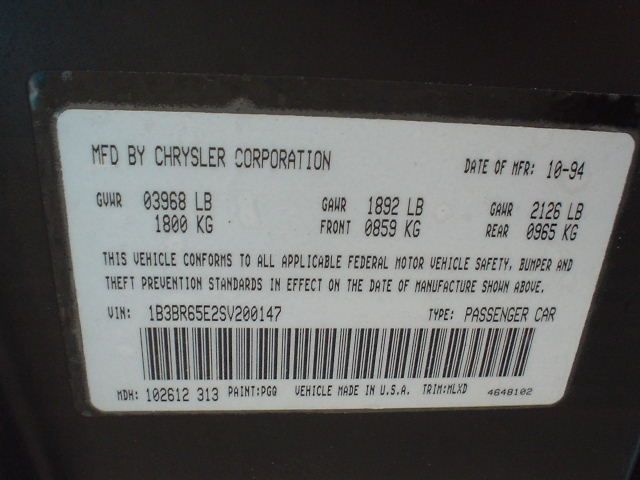 MFD BY CHRYSLER CORPORATION DATE OF MFR: 10-94
GVWR 03968 LB GAWR 1892 LB GAWR 2126 LB
1800 KG FRONT 0859 KG REAR 0965 KG
THIS VEHICLE CONFORMS TO ALL APPLICABLE FEDERAL MOTOR VEHICLE SAFETY, BUMPER AND
THEFT PREVENTION STANDARDS IN EFFECT ON THE DATE OF MANUFACTURE SHOWN ABOVE.
VIN: 1B3BR65E2SV200147 TYPE: PASSENGER CAR
MDH: 102612 313 PAINT:PGQ VEHICLE MADE IN U.S.A. TRIM:MLXD 4648102